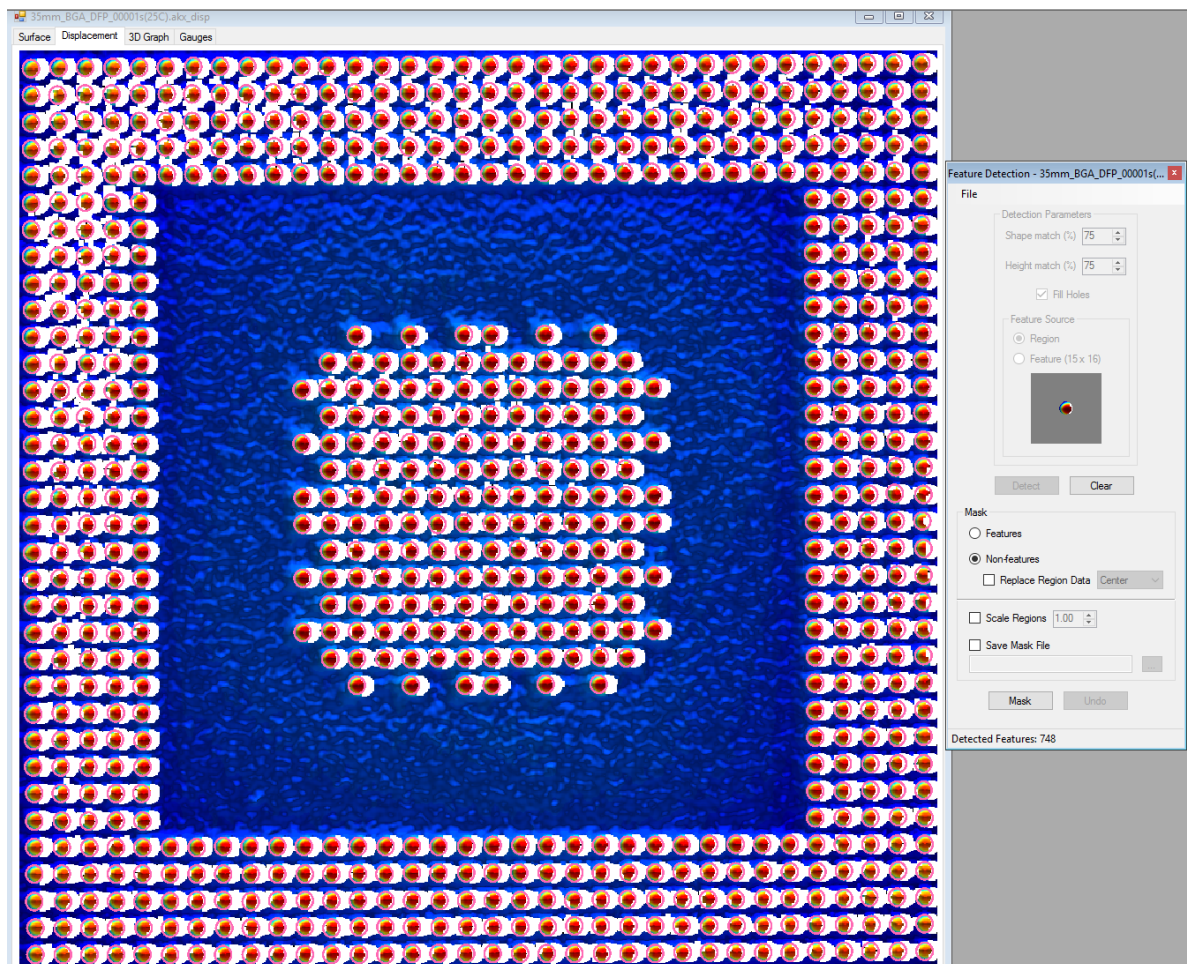 35mm_BGA_DFP_00001s(25C).akx_disp
Surface Displacement 3D Graph Gauges
Feature Detection - 35mm_BGA_DFP_00001s(...
File
Detection Parameters
Shape match (%) 75
Height match (%) 75
Fill Holes
Feature Source
Region
Feature (15 x 16)
Detect Clear
Mask
Features
Non-features
Replace Region Data Center
Scale Regions 1.00
Save Mask File
...
Mask Undo
Detected Features: 748